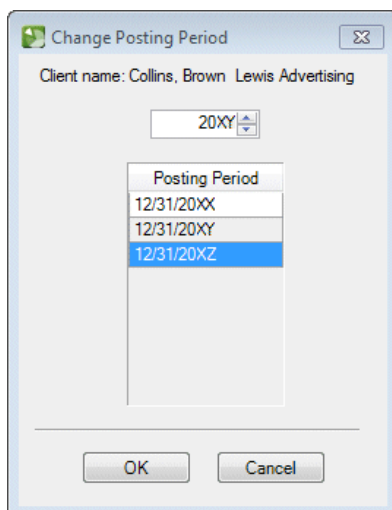 Change Posting Period
Client name: Collins, Brown Lewis Advertising
20XY
Posting Period
12/31/20XX
12/31/20XY
12/31/20XZ
OK
Cancel